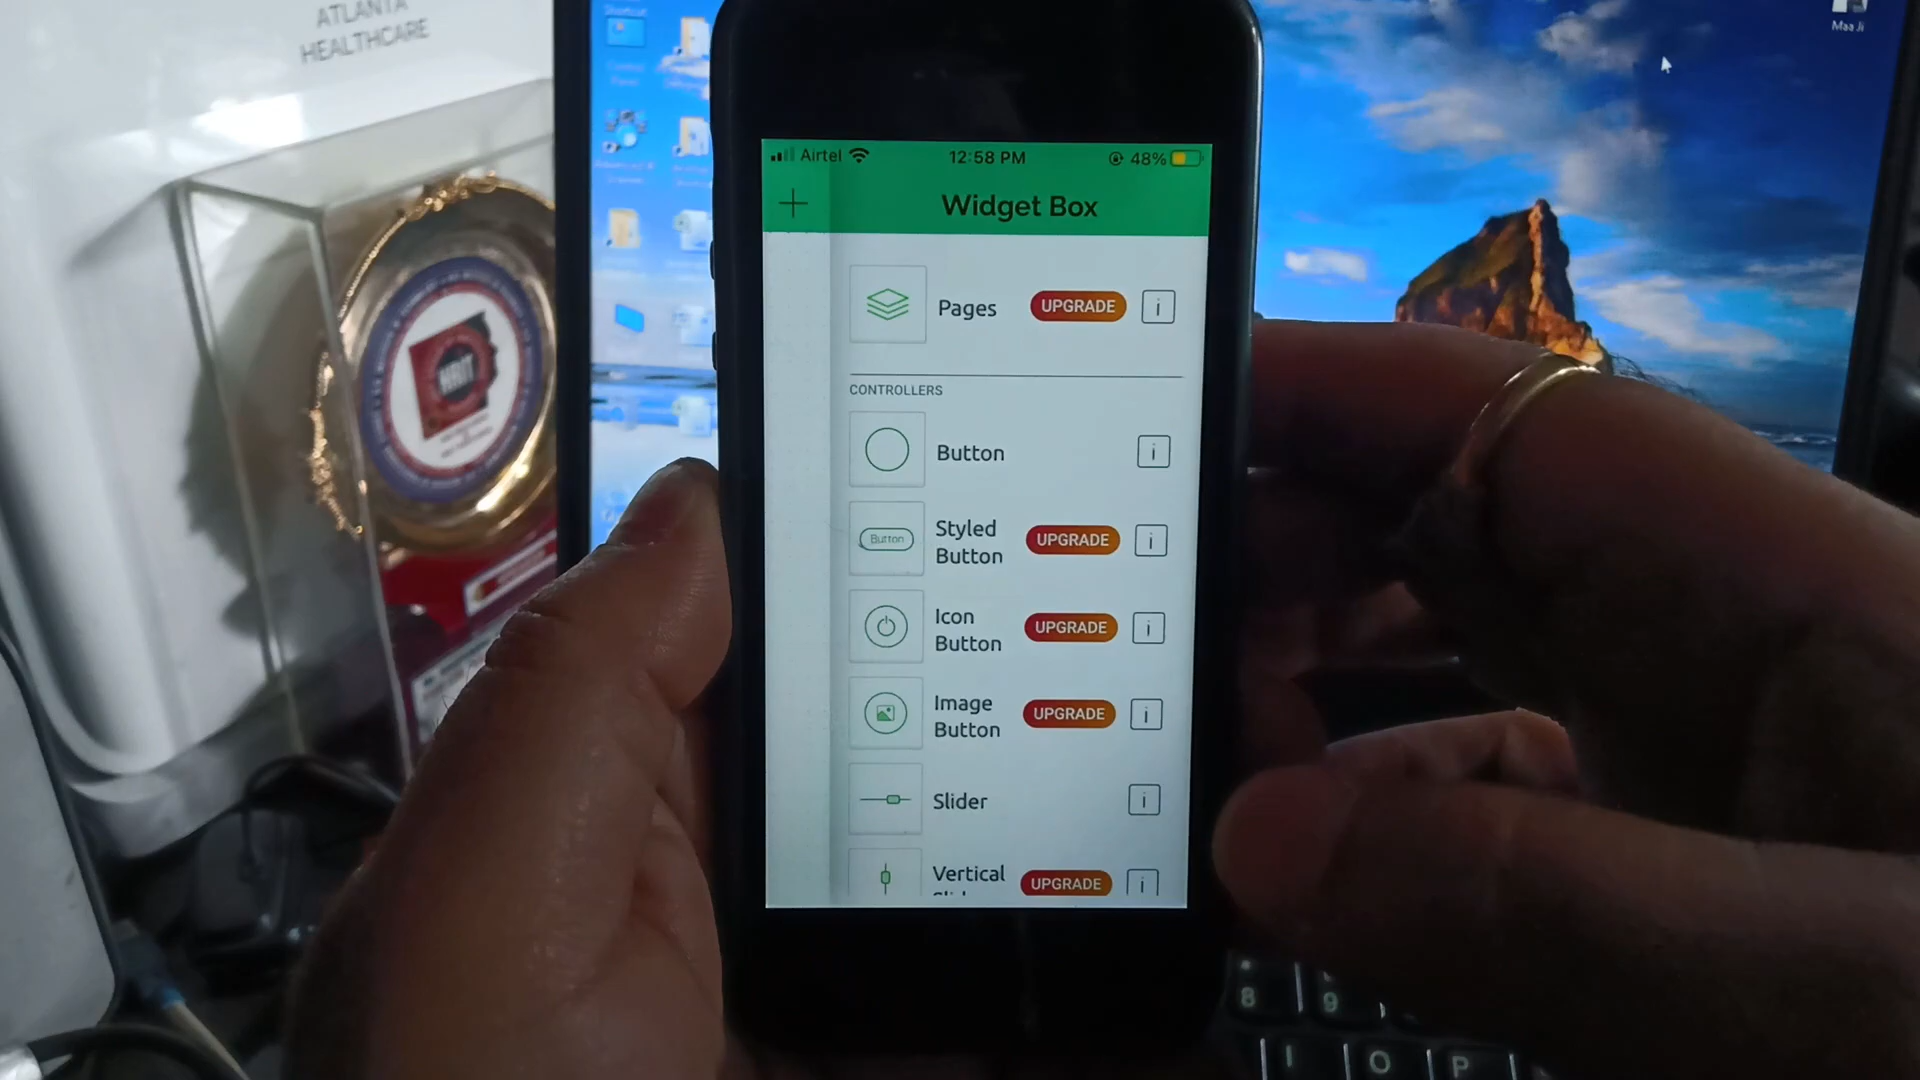 ATLANTA
HEALTHCARE
Maa Ji
Airtel
12:58 PM
48%
Widget Box
Pages
UPGRADE
i
CONTROLLERS
Button
i
Button
Styled
Button
UPGRADE
i
Icon
Button
UPGRADE
i
Image
Button
UPGRADE
i
Slider
i
Vertical
UPGRADE
i
8
9
I
O
P